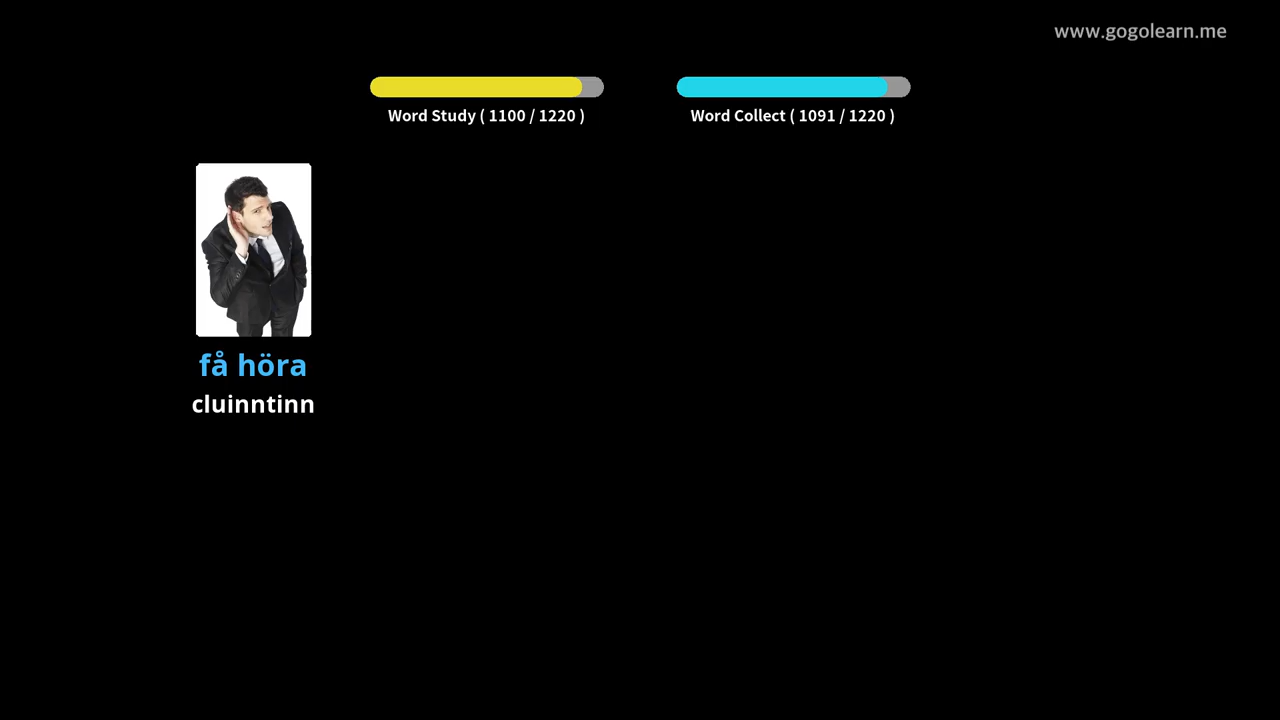 www.gogolearn.me
Word Study ( 1100 / 1220 )
Word Collect ( 1091 / 1220 )
få höra
cluinntinn